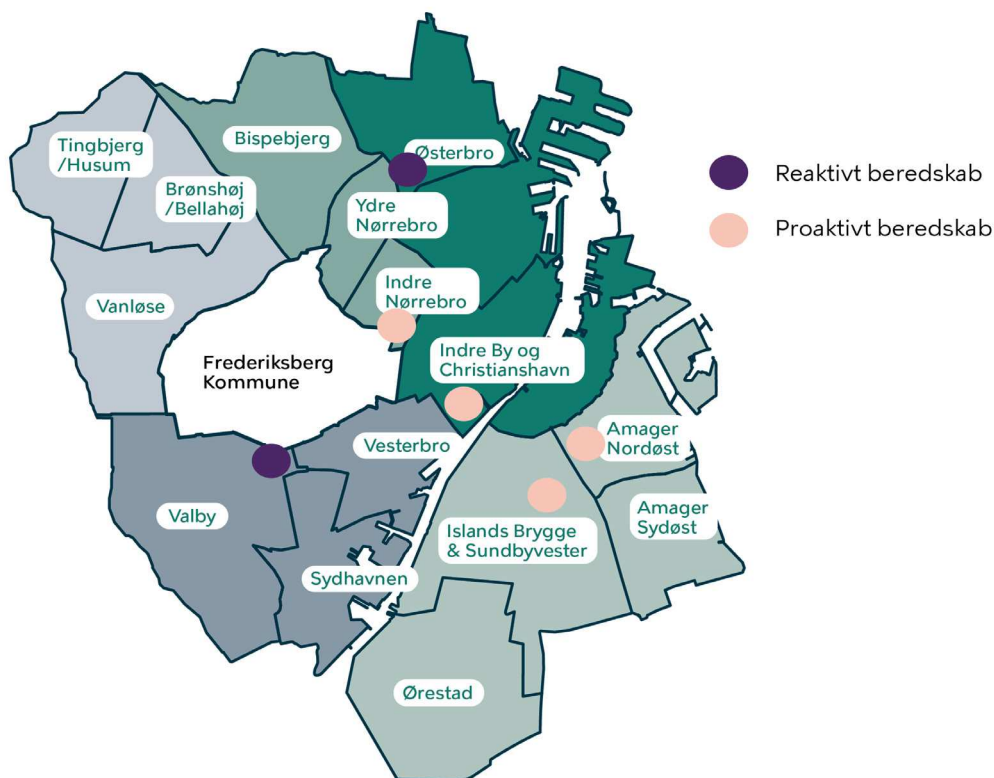 Tingbjerg
/Husum
Bispebjerg
Østerbro
Brønshøj
/Bellahøj
Ydre
Nørrebro
Vanløse
Indre
Nørrebro
Frederiksberg
Kommune
Indre By og
Christianshavn
Vesterbro
Amager
Nordøst
Valby
Islands Brygge
& Sundbyvester
Amager
Sydøst
Sydhavnen
Ørestad
Reaktivt beredskab
Proaktivt beredskab